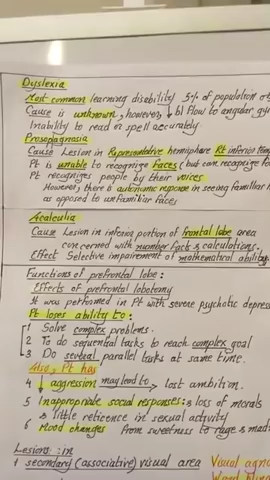 Dyslexia
Most common learning disability 5% of population or
Cause is unknown, however, ↓ bl flow to angular gy
Inability to read or spell accurately.
Prosopagnosia
Cause Lesion in Representative hemisphere Rt inferior tem
Pt is unable to recognize Faces (but can recognize
Pt recognizes people by their voices
However, there is autonomic response in seeing familiar
as opposed to unfamiliar faces
Acalculia
Cause Lesion in inferior portion of frontal lobe area
concerned with number facts & calculations.
Effect Selective impairement of mathematical ability
Functions of prefrontal lobe:
Effects of prefrontal lobotomy
It was performed in Pt with severe psychotic depres
Pt loses ability to:
1 Solve complex problems.
2 To do sequential tasks to reach complex goal
3 Do several parallel tasks at same time.
Also, Pt has
4 ↓ aggression may lead to > lost ambition.
5 Inappropriate social responses: & loss of morals
& little reticence in sexual activity
6 Mood changes from sweetness to rage & mad
Lesions: in
1 secondary (associative) visual area Visual agno